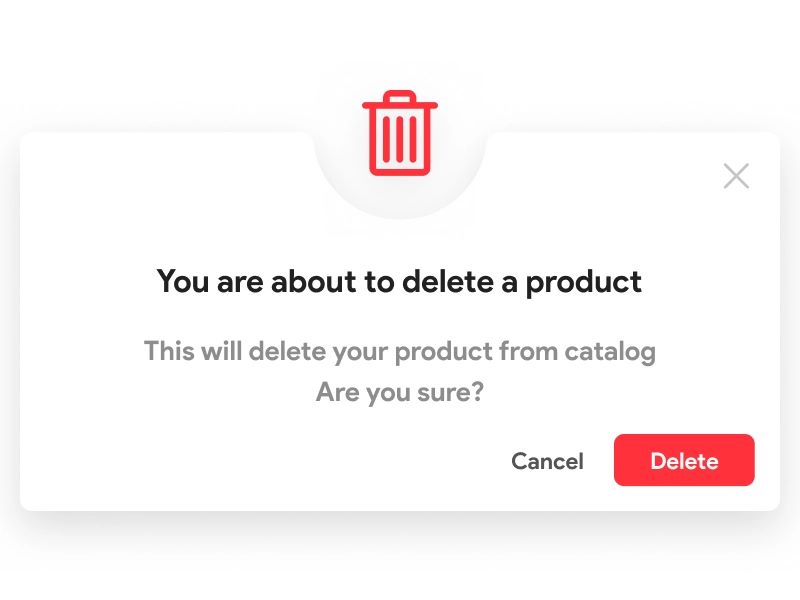 You are about to delete a product
This will delete your product from catalog
Are you sure?
Cancel
Delete